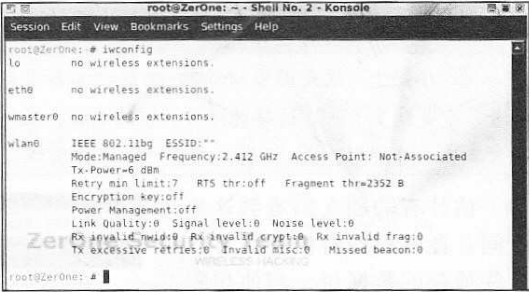 root@ZerOne: ~ - Shell No. 2 - Konsole
Session Edit View Bookmarks Settings Help
root@ZerOne:~# iwconfig
lo no wireless extensions.
eth0 no wireless extensions.
wmaster0 no wireless extensions.
wlan0 IEEE 802.11bg ESSID:""
Mode:Managed Frequency:2.412 GHz Access Point: Not-Associated
Tx-Power=6 dBm
Retry min limit:7 RTS thr:off Fragment thr=2352 B
Encryption key:off
Power Management:off
Link Quality:0 Signal level:0 Noise level:0
Rx invalid nwid:0 Rx invalid crypt:0 Rx invalid frag:0
Tx excessive retries:0 Invalid misc:0 Missed beacon:0
ZerOne Security Team
WIRELESS HACKING
root@ZerOne:~#